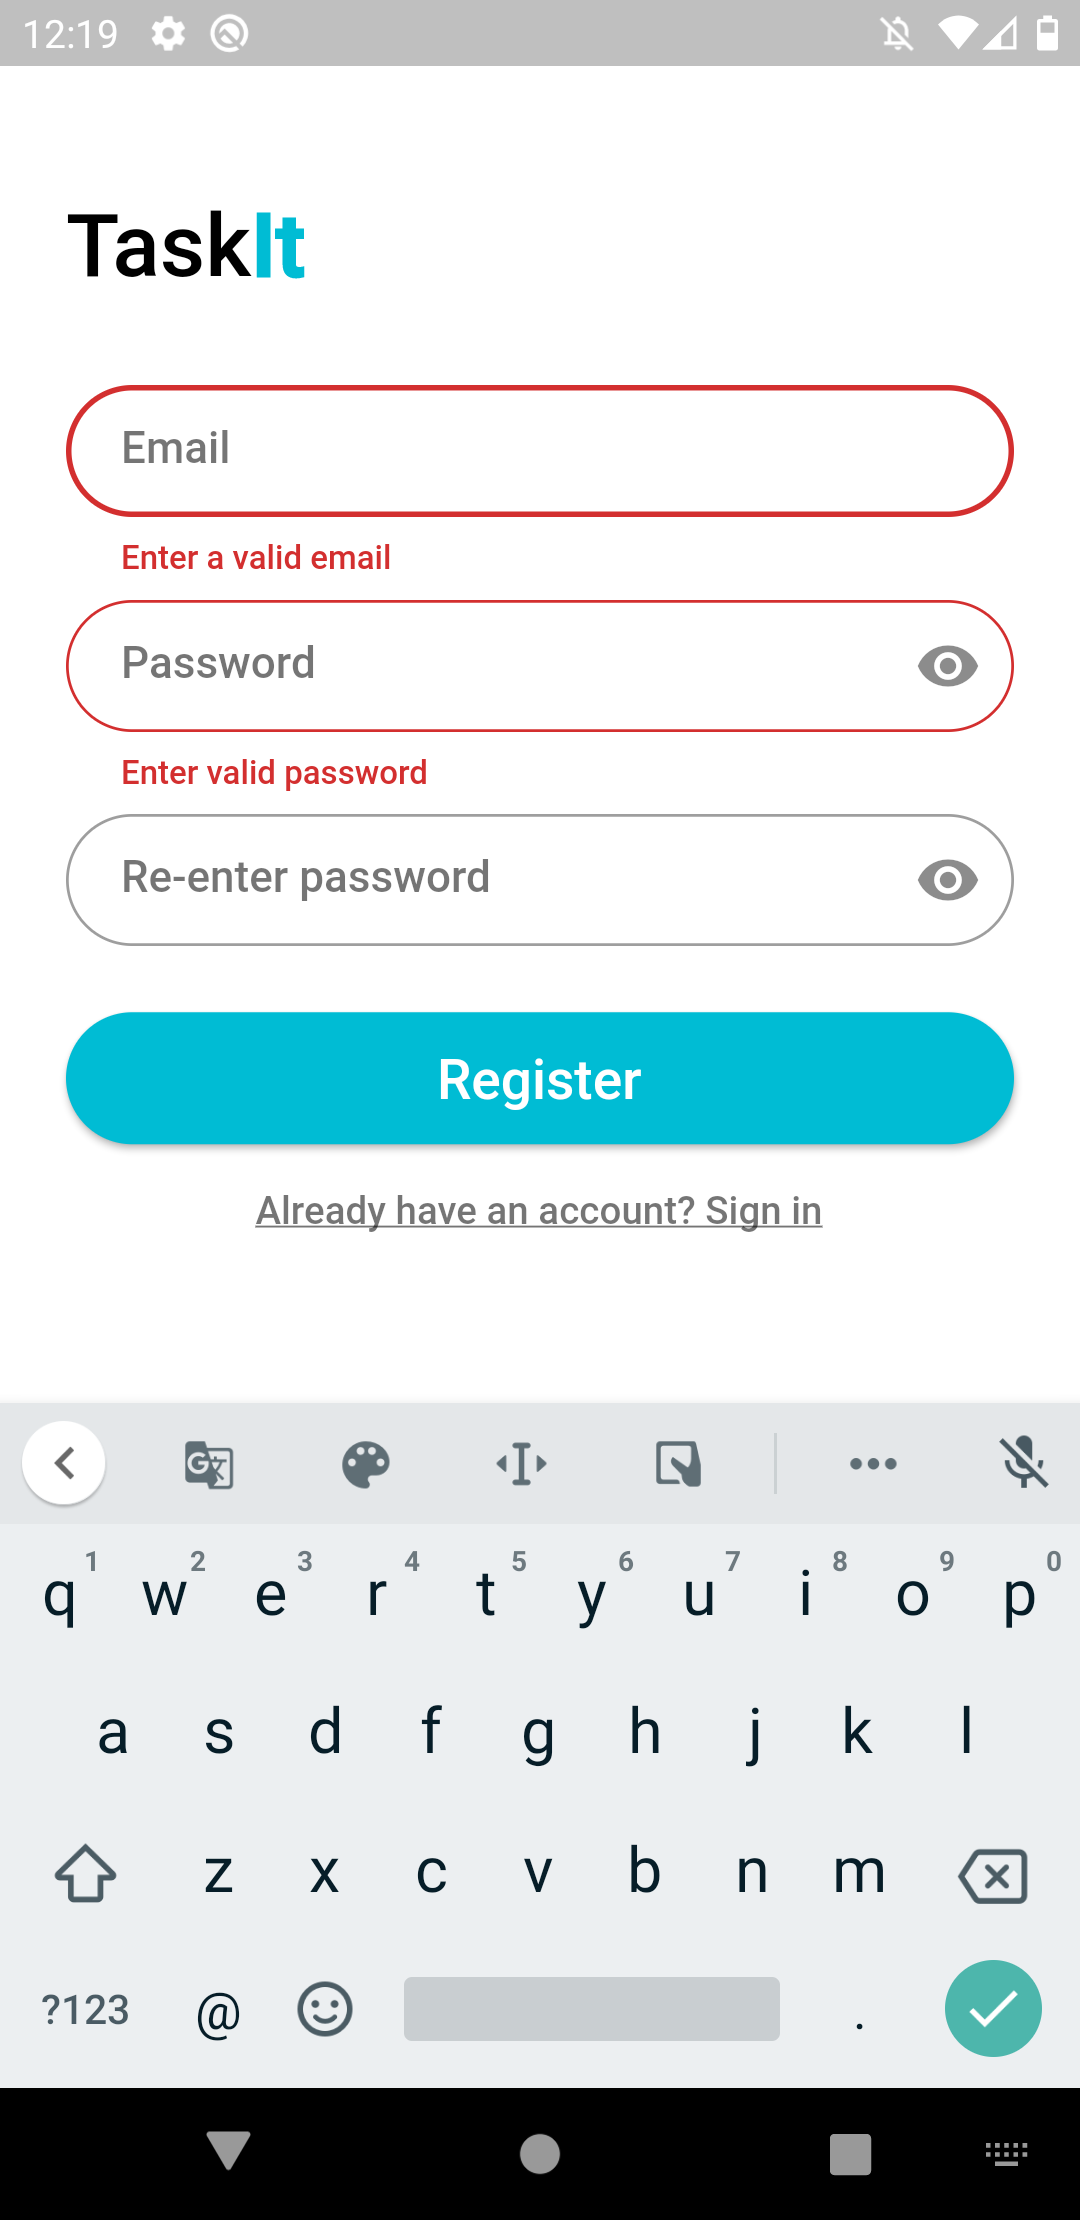 12:19
TaskIt
Email
Enter a valid email
Password
Enter valid password
Re-enter password
Register
Already have an account? Sign in
q 1 w 2 e 3 r 4 t 5 y 6 u 7 i 8 o 9 p 0
a s d f g h j k l
z x c v b n m
?123 @ .